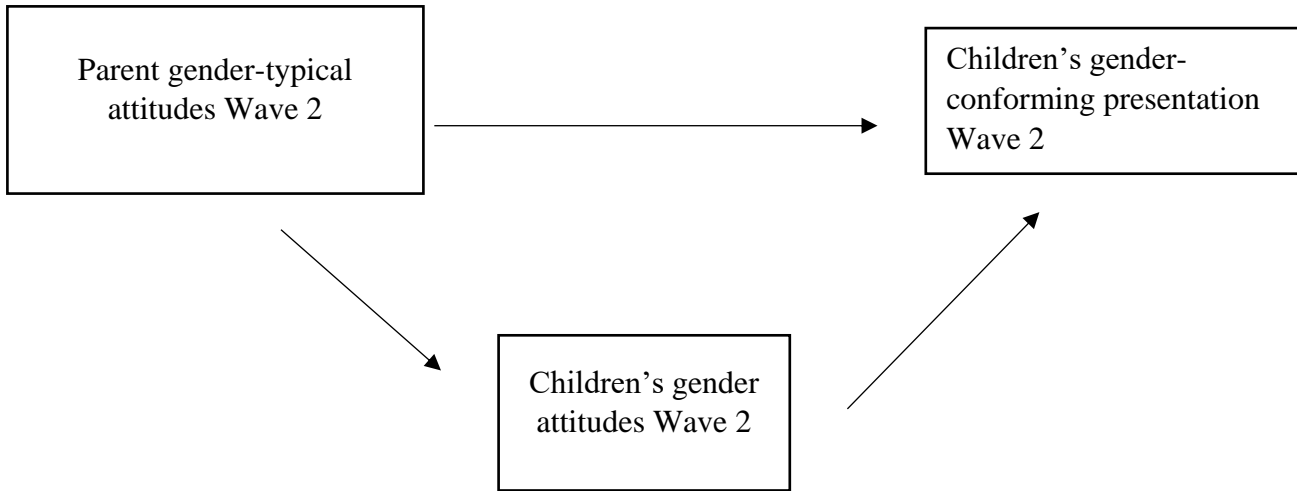 Parent gender-typical
attitudes Wave 2
Children’s gender-
conforming presentation
Wave 2
Children’s gender
attitudes Wave 2